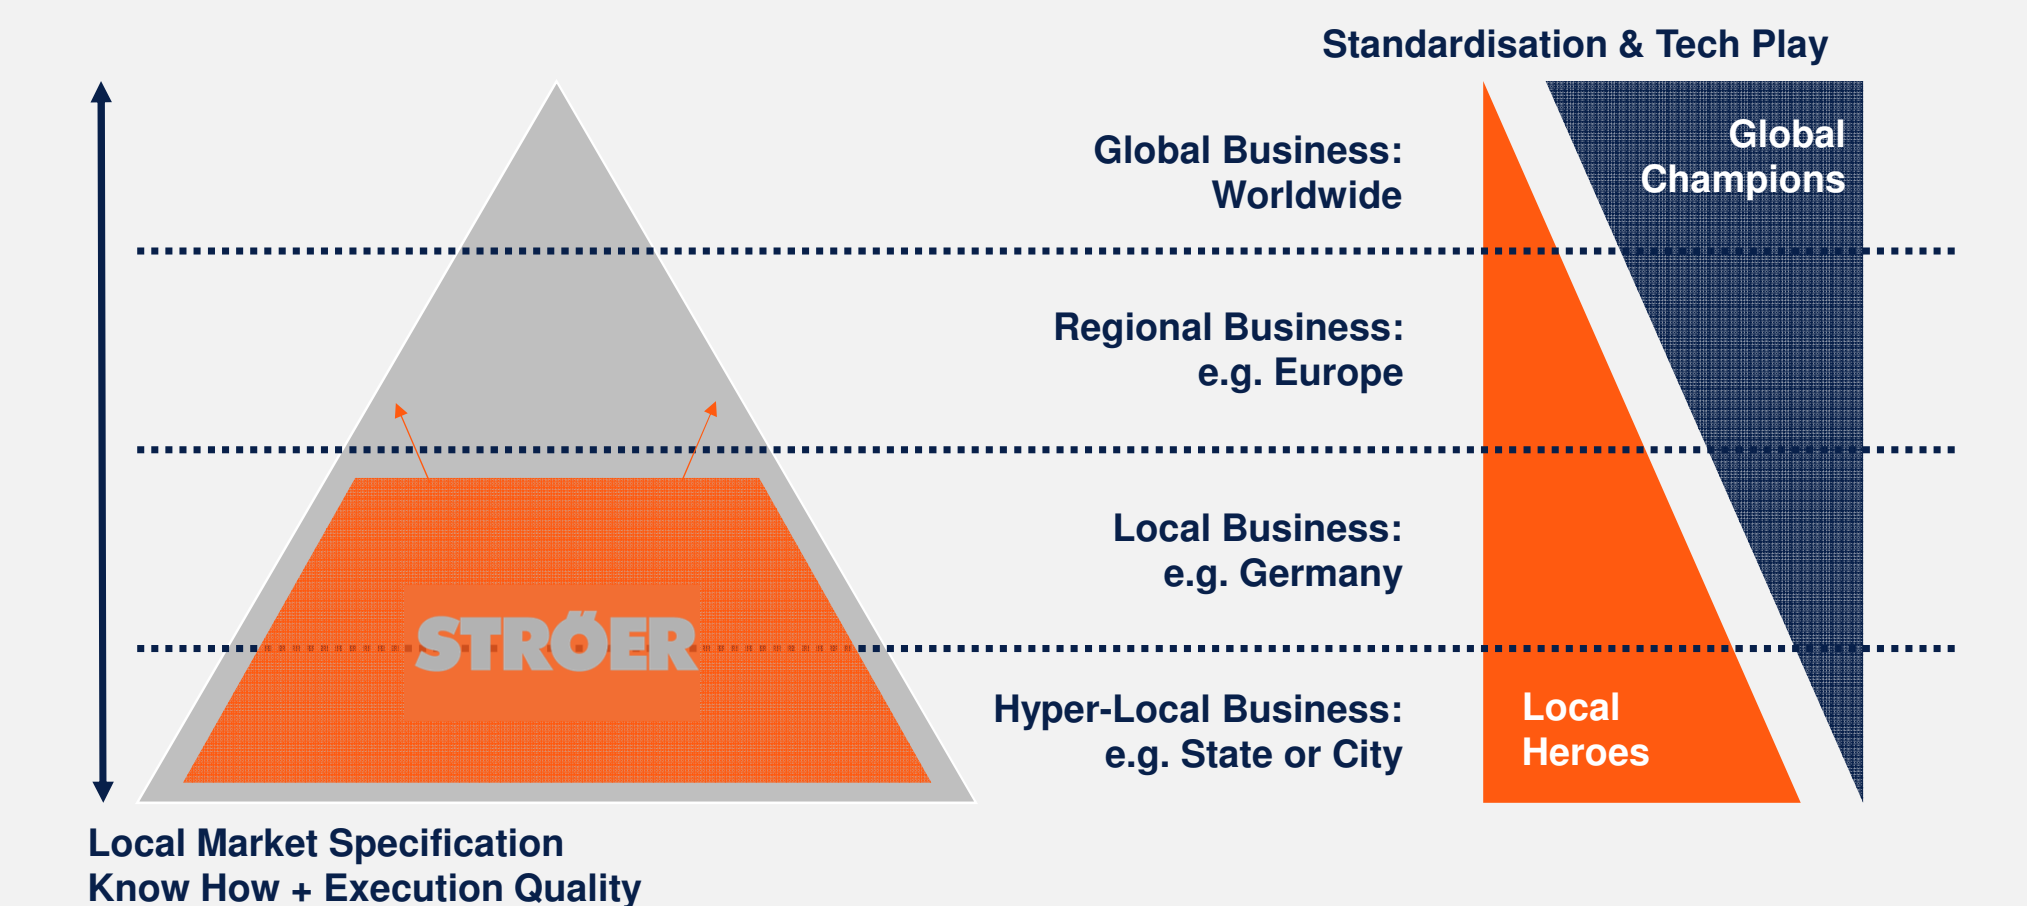 Standardisation & Tech Play
Global Business:
Worldwide
Global
Champions
Regional Business:
e.g. Europe
Local Business:
e.g. Germany
STRÖER
Hyper-Local Business:
e.g. State or City
Local
Heroes
Local Market Specification
Know How + Execution Quality